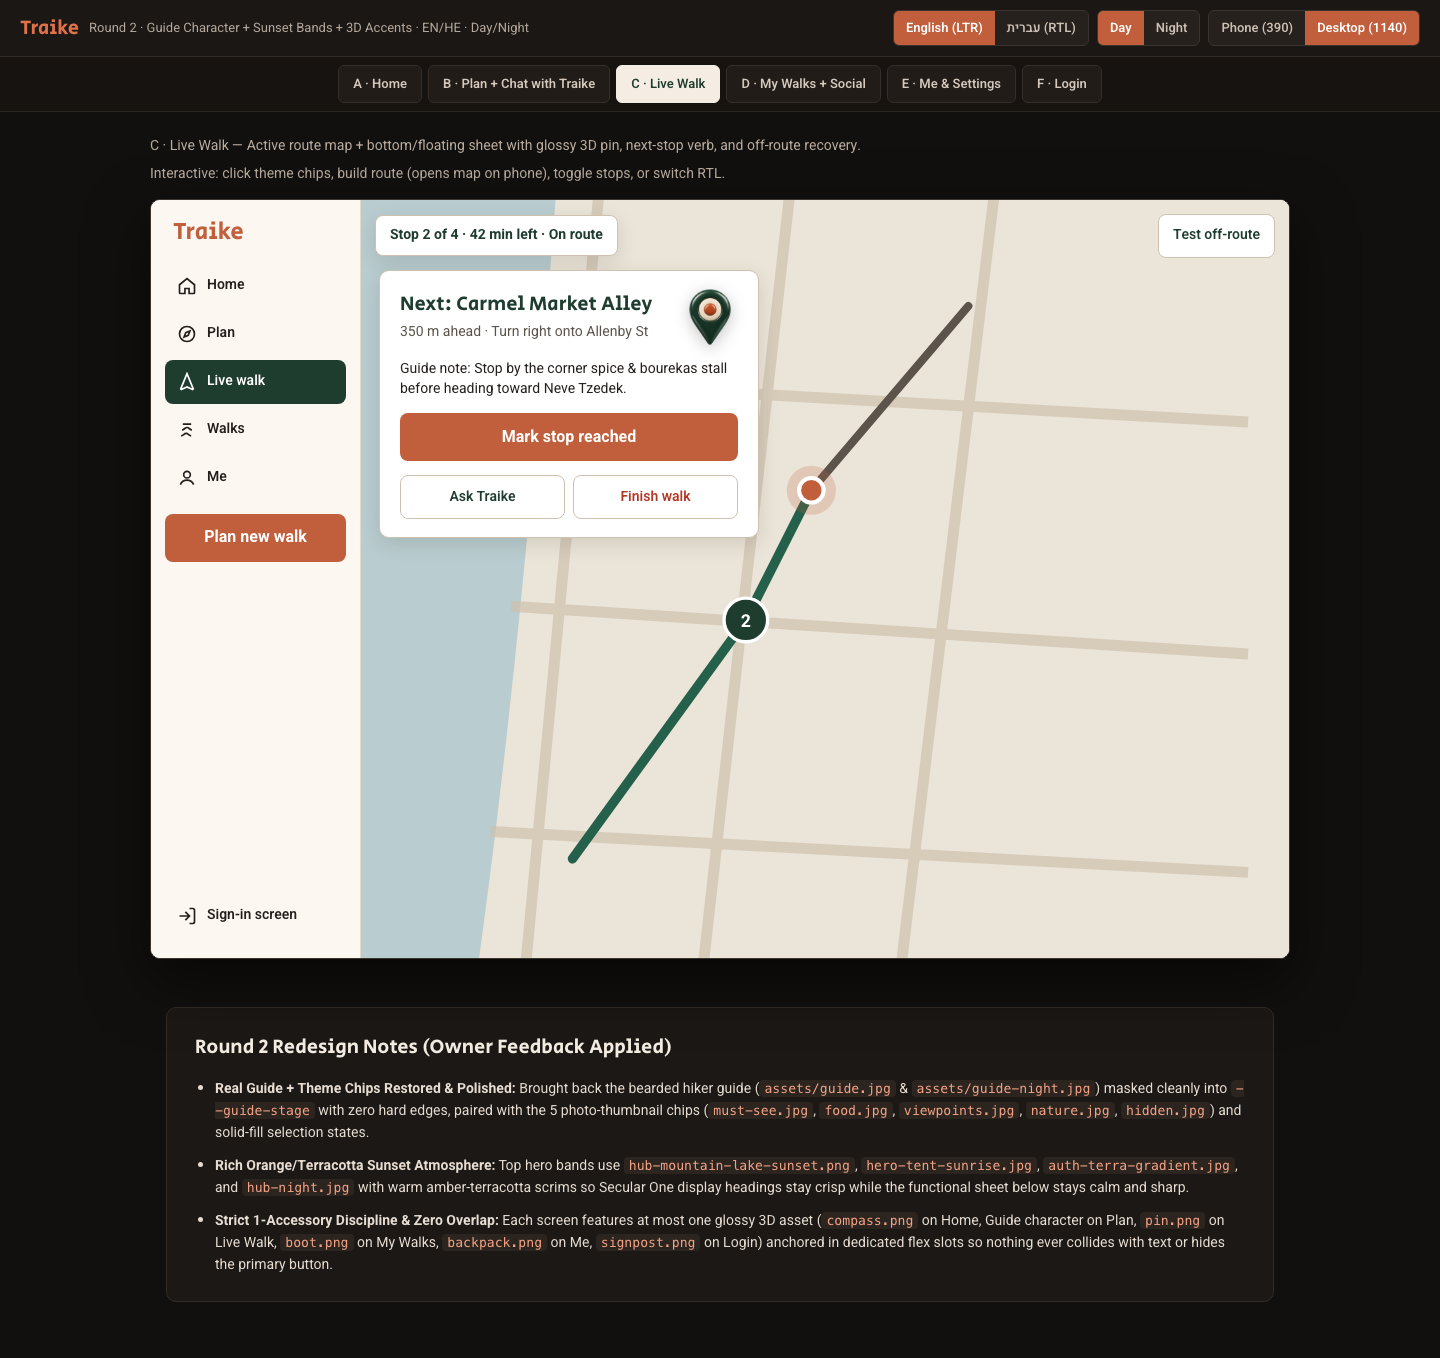 Traike Round 2 · Guide Character + Sunset Bands + 3D Accents · EN/HE · Day/Night
English (LTR) עברית (RTL) Day Night Phone (390) Desktop (1140)
A · Home B · Plan + Chat with Traike C · Live Walk D · My Walks + Social E · Me & Settings F · Login
C · Live Walk — Active route map + bottom/floating sheet with glossy 3D pin, next-stop verb, and off-route recovery.
Interactive: click theme chips, build route (opens map on phone), toggle stops, or switch RTL.
Traike
Home
Plan
Live walk
Walks
Me
Plan new walk
Sign-in screen
Stop 2 of 4 · 42 min left · On route
Test off-route
Next: Carmel Market Alley
350 m ahead · Turn right onto Allenby St
Guide note: Stop by the corner spice & bourekas stall
before heading toward Neve Tzedek.
Mark stop reached
Ask Traike Finish walk
2
Round 2 Redesign Notes (Owner Feedback Applied)
• Real Guide + Theme Chips Restored & Polished: Brought back the bearded hiker guide ( assets/guide.jpg & assets/guide-night.jpg ) masked cleanly into -
-guide-stage with zero hard edges, paired with the 5 photo-thumbnail chips ( must-see.jpg , food.jpg , viewpoints.jpg , nature.jpg , hidden.jpg ) and
solid-fill selection states.
• Rich Orange/Terracotta Sunset Atmosphere: Top hero bands use hub-mountain-lake-sunset.png , hero-tent-sunrise.jpg , auth-terra-gradient.jpg ,
and hub-night.jpg with warm amber-terracotta scrims so Secular One display headings stay crisp while the functional sheet below stays calm and sharp.
• Strict 1-Accessory Discipline & Zero Overlap: Each screen features at most one glossy 3D asset ( compass.png on Home, Guide character on Plan, pin.png on
Live Walk, boot.png on My Walks, backpack.png on Me, signpost.png on Login) anchored in dedicated flex slots so nothing ever collides with text or hides
the primary button.